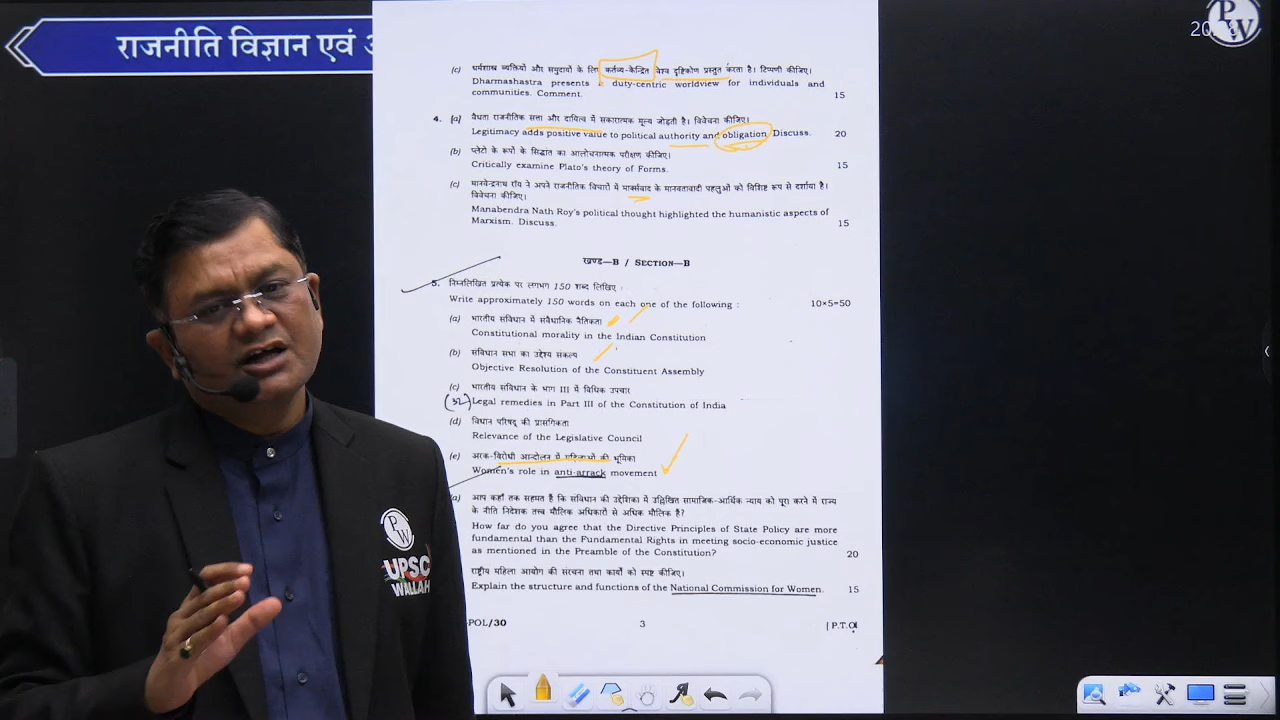 राजनीति विज्ञान एवं
PW
(c) धर्मशास्त्र व्यक्तियों और समुदायों के लिए कर्तव्य-केन्द्रित विश्व दृष्टिकोण प्रस्तुत करता है। टिप्पणी कीजिए।
Dharmashastra presents a duty-centric worldview for individuals and
communities. Comment. 15
4. (a) वैधता राजनीतिक सत्ता और दायित्व में सकारात्मक मूल्य जोड़ती है। विवेचना कीजिए।
Legitimacy adds positive value to political authority and obligation. Discuss. 20
(b) प्लेटो के रूपों के सिद्धांत का आलोचनात्मक परीक्षण कीजिए।
Critically examine Plato's theory of Forms. 15
(c) मानवेन्द्रनाथ रॉय ने अपने राजनीतिक विचारों में मार्क्सवाद के मानवतावादी पहलुओं को विशिष्ट रूप से दर्शाया है।
विवेचना कीजिए।
Manabendra Nath Roy's political thought highlighted the humanistic aspects of
Marxism. Discuss. 15
खण्ड—B / SECTION—B
5. निम्नलिखित प्रत्येक पर लगभग 150 शब्द लिखिए :
Write approximately 150 words on each one of the following : 10×5=50
(a) भारतीय संविधान में संवैधानिक नैतिकता
Constitutional morality in the Indian Constitution
(b) संविधान सभा का उद्देश्य संकल्प
Objective Resolution of the Constituent Assembly
(c) भारतीय संविधान के भाग III में विधिक उपचार
(32) Legal remedies in Part III of the Constitution of India
(d) विधान परिषद् की प्रासंगिकता
Relevance of the Legislative Council
(e) अरक-विरोधी आन्दोलन में महिलाओं की भूमिका
Women's role in anti-arrack movement
(a) आप कहाँ तक सहमत हैं कि संविधान की उद्देशिका में उल्लिखित सामाजिक-आर्थिक न्याय को पूरा करने में राज्य
के नीति निदेशक तत्त्व मौलिक अधिकारों से अधिक मौलिक हैं?
How far do you agree that the Directive Principles of State Policy are more
fundamental than the Fundamental Rights in meeting socio-economic justice
as mentioned in the Preamble of the Constitution? 20
राष्ट्रीय महिला आयोग की संरचना तथा कार्यों को स्पष्ट कीजिए।
Explain the structure and functions of the National Commission for Women. 15
POL/30 3 [ P.T.O.
PW
UPSC
WALLAH